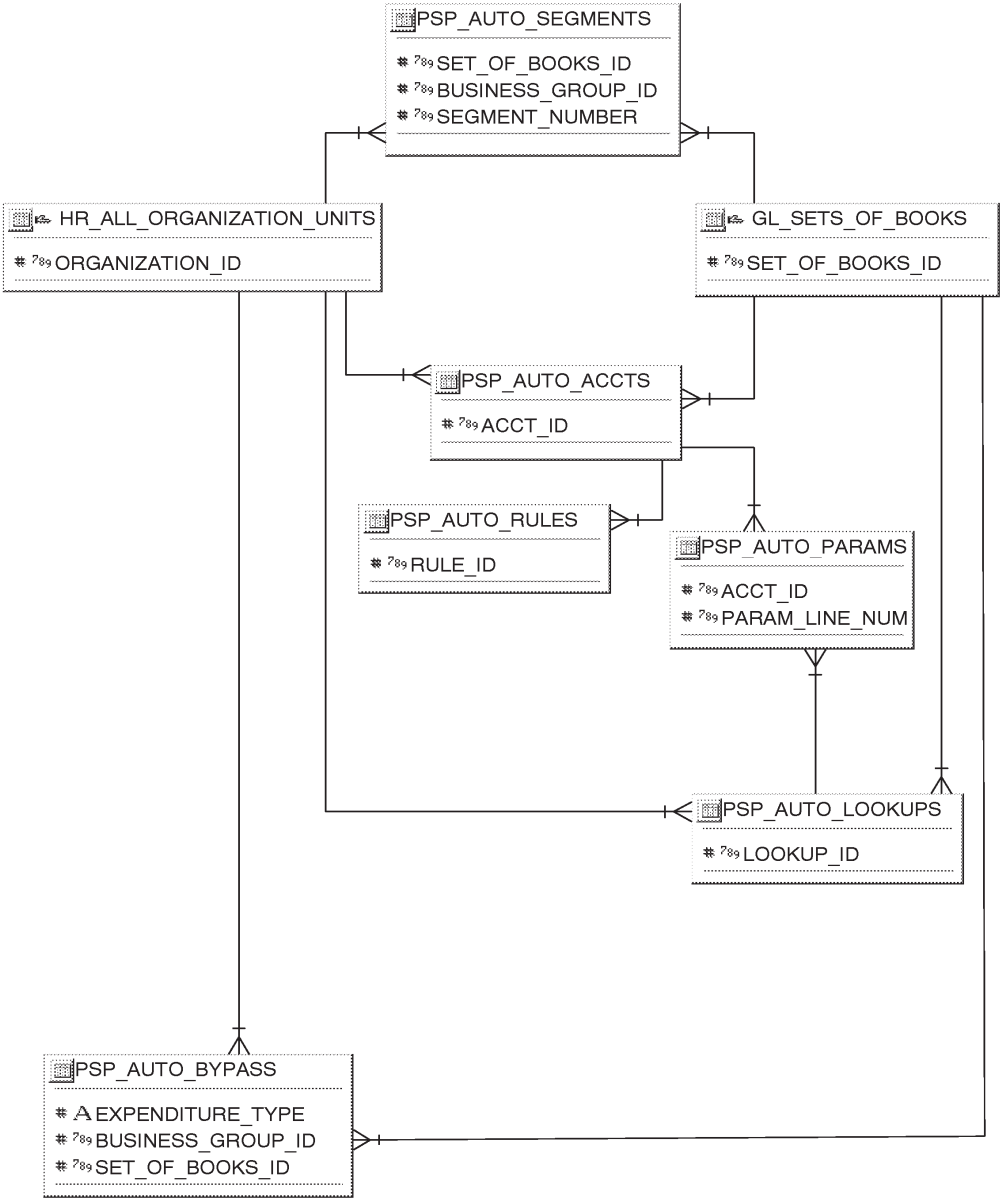 PSP_AUTO_SEGMENTS
# 789 SET_OF_BOOKS_ID
# 789 BUSINESS_GROUP_ID
# 789 SEGMENT_NUMBER
HR_ALL_ORGANIZATION_UNITS
# 789 ORGANIZATION_ID
GL_SETS_OF_BOOKS
# 789 SET_OF_BOOKS_ID
PSP_AUTO_ACCTS
# 789 ACCT_ID
PSP_AUTO_RULES
# 789 RULE_ID
PSP_AUTO_PARAMS
# 789 ACCT_ID
# 789 PARAM_LINE_NUM
PSP_AUTO_LOOKUPS
# 789 LOOKUP_ID
PSP_AUTO_BYPASS
# A EXPENDITURE_TYPE
# 789 BUSINESS_GROUP_ID
# 789 SET_OF_BOOKS_ID